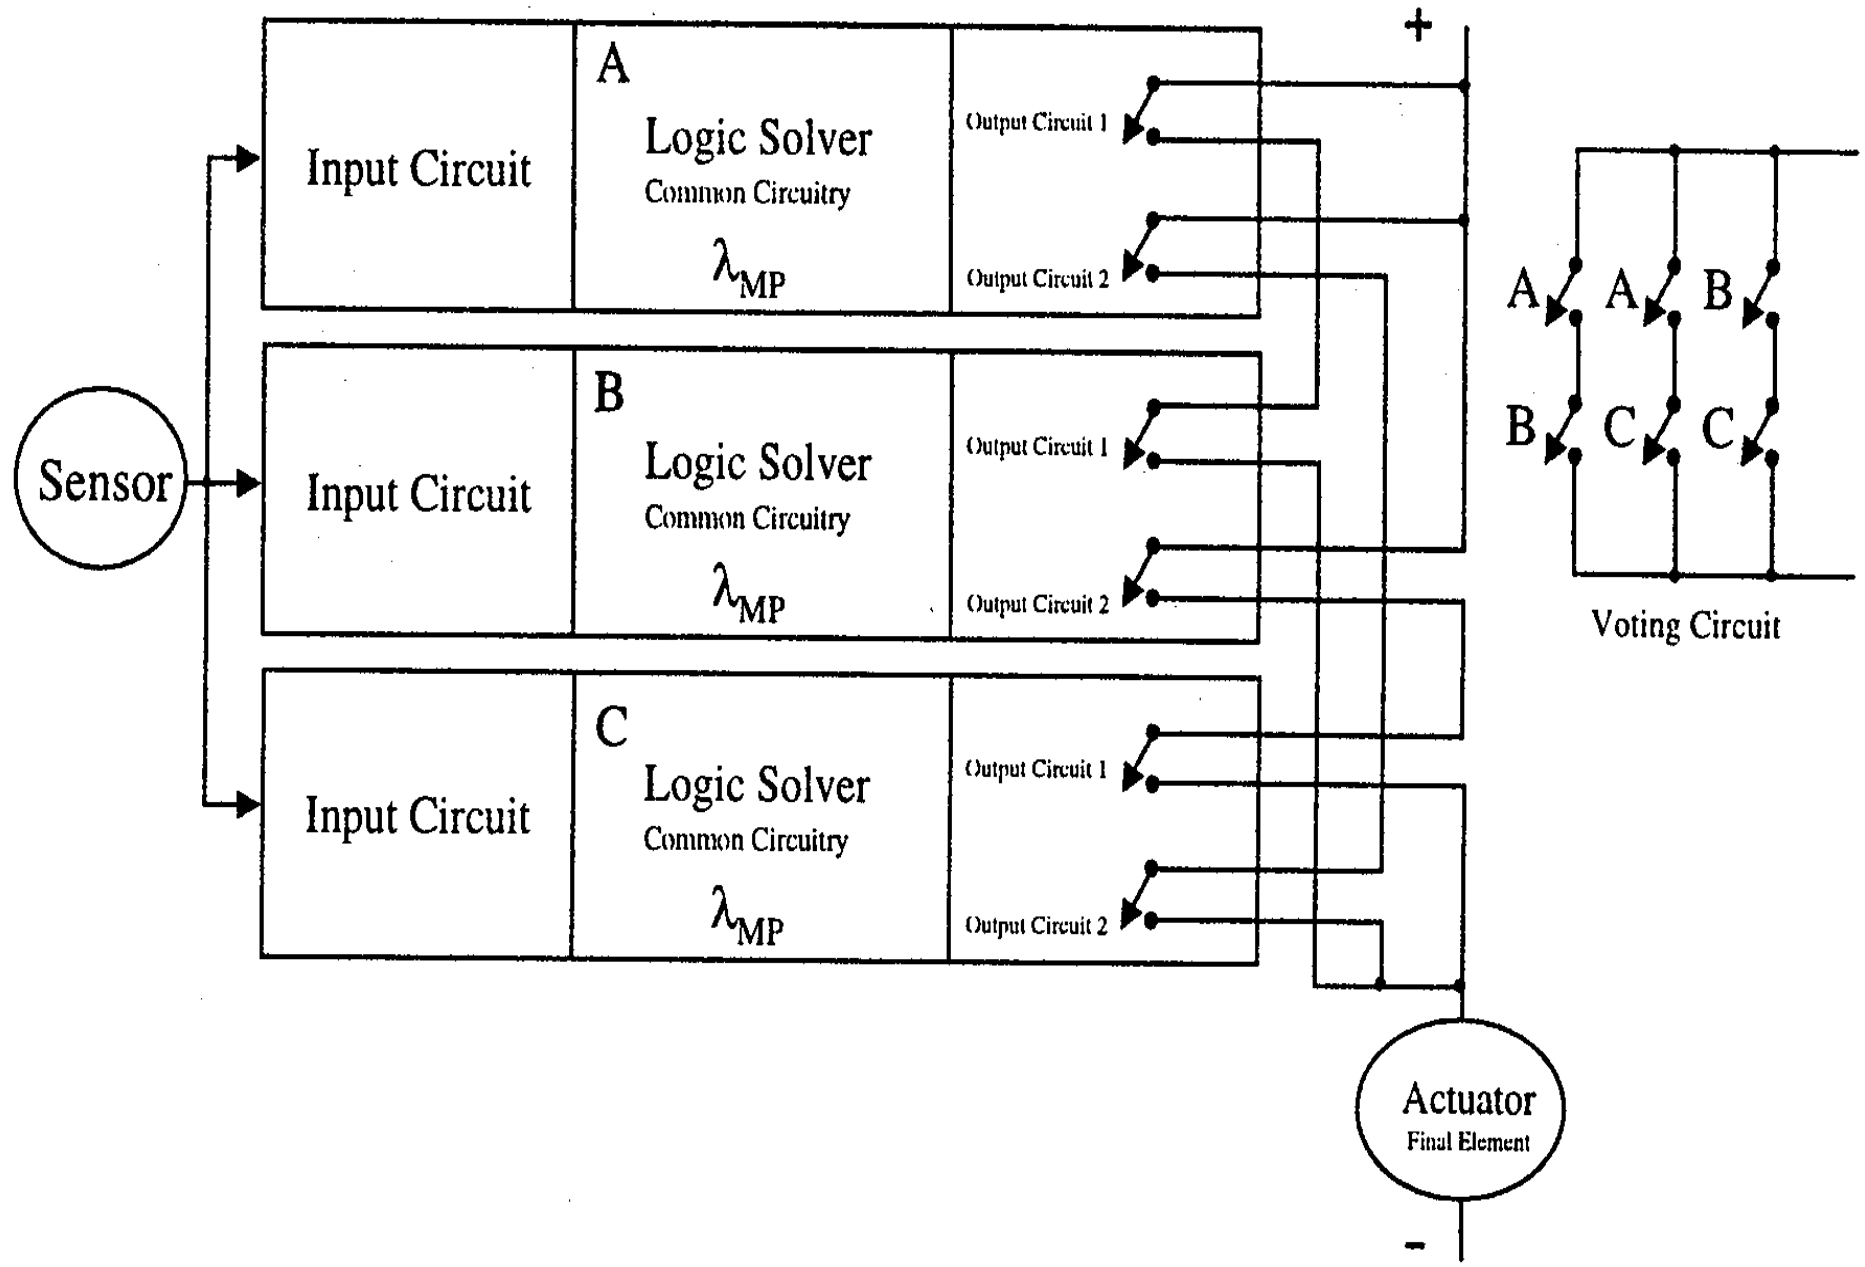 +
A
Input Circuit
Logic Solver
Common Circuitry
λMP
Output Circuit 1
Output Circuit 2
B
Input Circuit
Logic Solver
Common Circuitry
λMP
Output Circuit 1
Output Circuit 2
Sensor
C
Input Circuit
Logic Solver
Common Circuitry
λMP
Output Circuit 1
Output Circuit 2
A A B
B C C
Voting Circuit
Actuator
Final Element
-